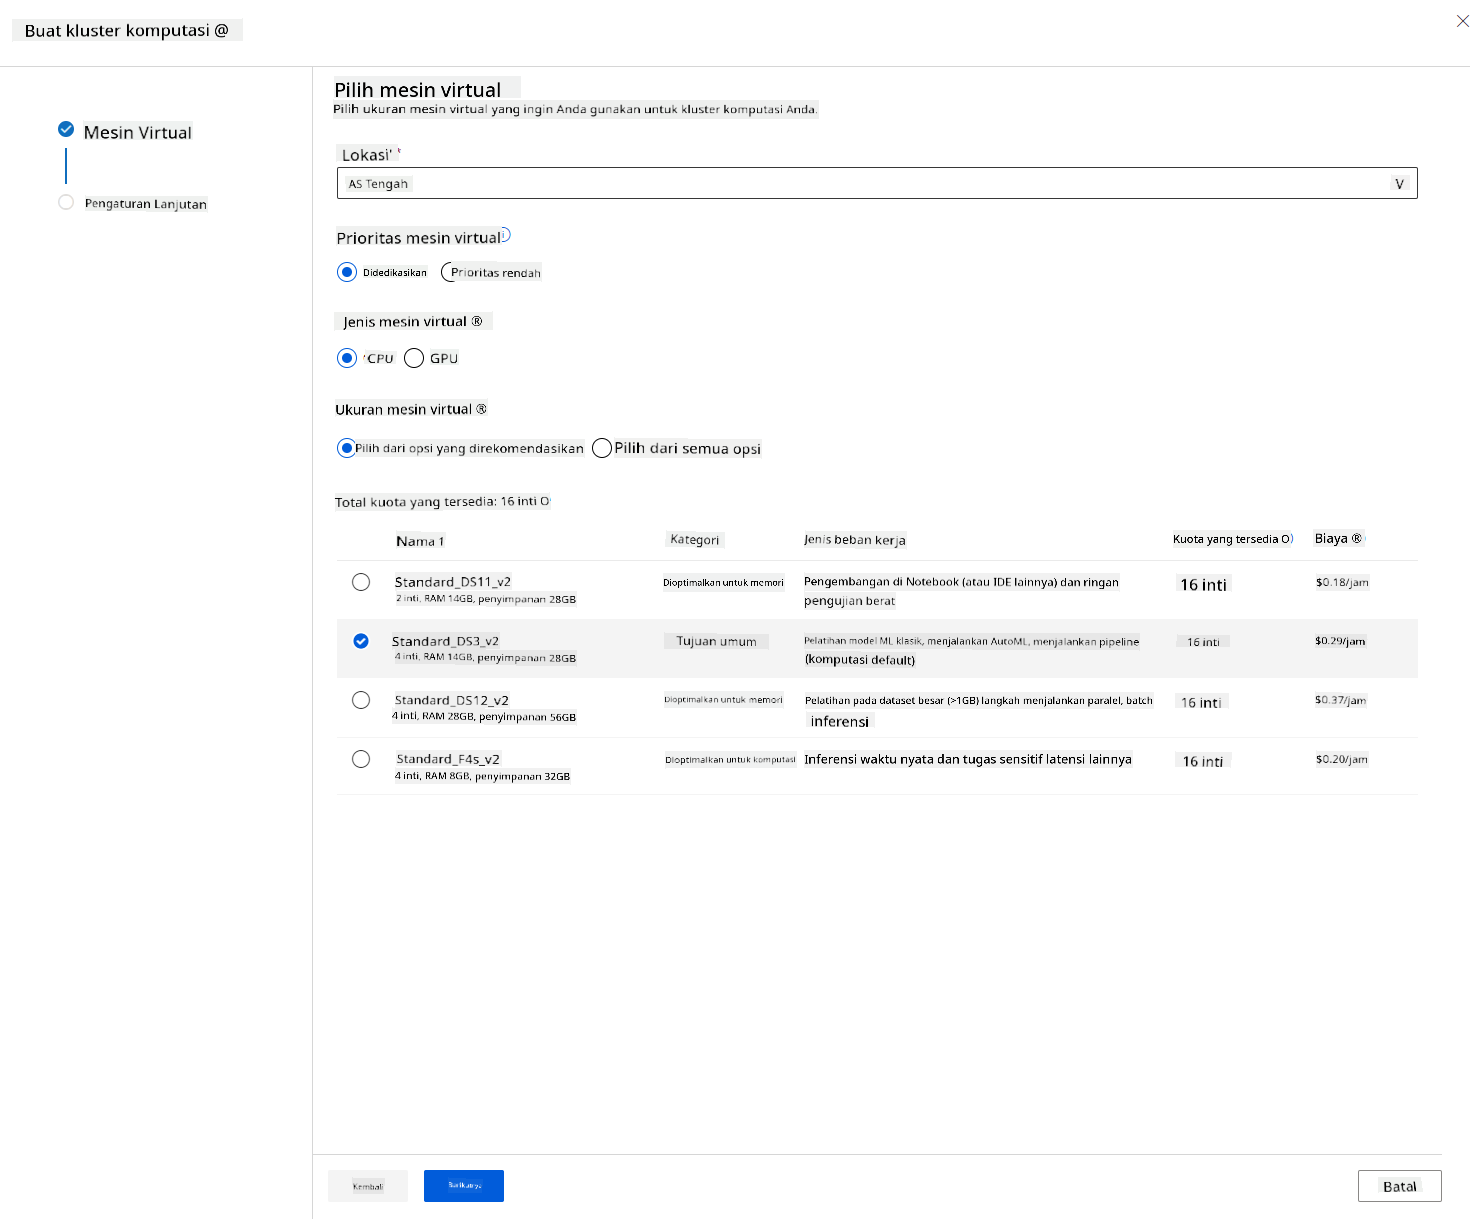 Buat kluster komputasi @
Mesin Virtual
Pengaturan Lanjutan
Pilih mesin virtual
Pilih ukuran mesin virtual yang ingin Anda gunakan untuk kluster komputasi Anda.
Lokasi' *
AS Tengah V
Prioritas mesin virtual i
Didedikasikan Prioritas rendah
Jenis mesin virtual ®
'CPU GPU
Ukuran mesin virtual ®
Pilih dari opsi yang direkomendasikan Pilih dari semua opsi
Total kuota yang tersedia: 16 inti O
Nama 1 Kategori Jenis beban kerja Kuota yang tersedia O) Biaya ®
Standard_DS11_v2 Dioptimalkan untuk memori Pengembangan di Notebook (atau IDE lainnya) dan ringan 16 inti $0.18/jam
2 inti, RAM 14GB, penyimpanan 28GB pengujian berat
Standard_DS3_v2 Tujuan umum Pelatihan model ML klasik, menjalankan AutoML, menjalankan pipeline 16 inti $0.29/jam
4 inti, RAM 14GB, penyimpanan 28GB (komputasi default)
Standard_DS12_v2 Dioptimalkan untuk memori Pelatihan pada dataset besar (>1GB) langkah menjalankan paralel, batch 16 inti $0.37/jam
4 inti, RAM 28GB, penyimpanan 56GB inferensi
Standard_F4s_v2 Dioptimalkan untuk komputasi Inferensi waktu nyata dan tugas sensitif latensi lainnya 16 inti $0.20/jam
4 inti, RAM 8GB, penyimpanan 32GB
Kembali Berikutnya Batal